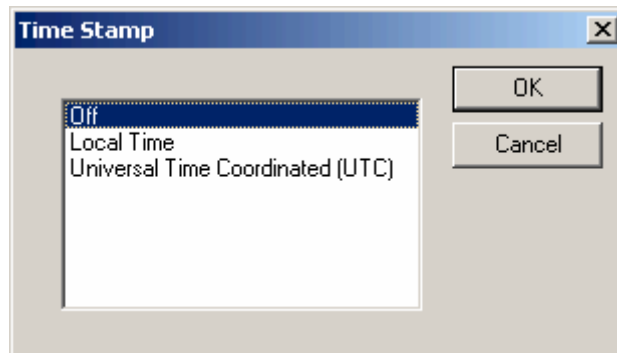 Time Stamp
Off
Local Time
Universal Time Coordinated (UTC)
OK
Cancel